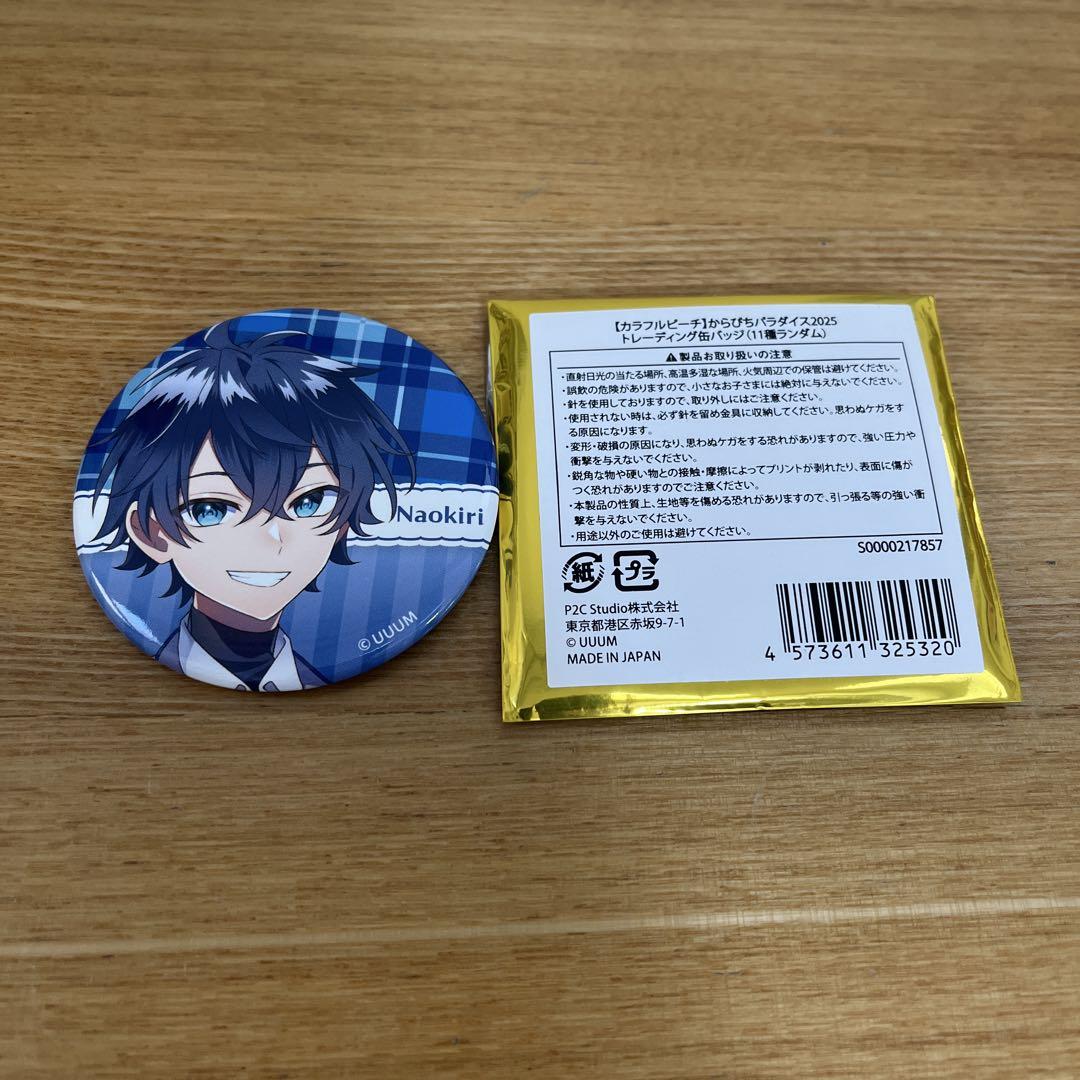 Naokiri
© UUUM
【カラフルピーチ】からぴちパラダイス2025
トレーディング缶バッジ(11種ランダム)
⚠製品お取り扱いの注意
・直射日光の当たる場所、高温多湿な場所、火気周辺での保管は避けてください。
・誤飲の危険がありますので、小さなお子さまには絶対に与えないでください。
・針を使用しておりますので、取り外しにはご注意ください。
・使用されない時は、必ず針を留め金具に収納してください。思わぬケガをす
る原因になります。
・変形・破損の原因になり、思わぬケガをする恐れがありますので、強い圧力や
衝撃を与えないでください。
・鋭角な物や硬い物との接触・摩擦によってプリントが剥れたり、表面に傷が
つく恐れがありますのでご注意ください。
・本製品の性質上、生地等を傷める恐れがありますので、引っ張る等の強い衝
撃を与えないでください。
・用途以外のご使用は避けてください。
S0000217857
紙 プラ
P2C Studio株式会社
東京都港区赤坂9-7-1
© UUUM
MADE IN JAPAN
4 573611 325320